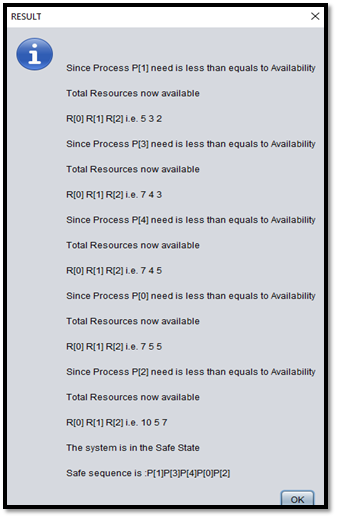 RESULT
Since Process P[1] need is less than equals to Availability
Total Resources now available
R[0] R[1] R[2] i.e. 5 3 2
Since Process P[3] need is less than equals to Availability
Total Resources now available
R[0] R[1] R[2] i.e. 7 4 3
Since Process P[4] need is less than equals to Availability
Total Resources now available
R[0] R[1] R[2] i.e. 7 4 5
Since Process P[0] need is less than equals to Availability
Total Resources now available
R[0] R[1] R[2] i.e. 7 5 5
Since Process P[2] need is less than equals to Availability
Total Resources now available
R[0] R[1] R[2] i.e. 10 5 7
The system is in the Safe State
Safe sequence is :P[1]P[3]P[4]P[0]P[2]
OK